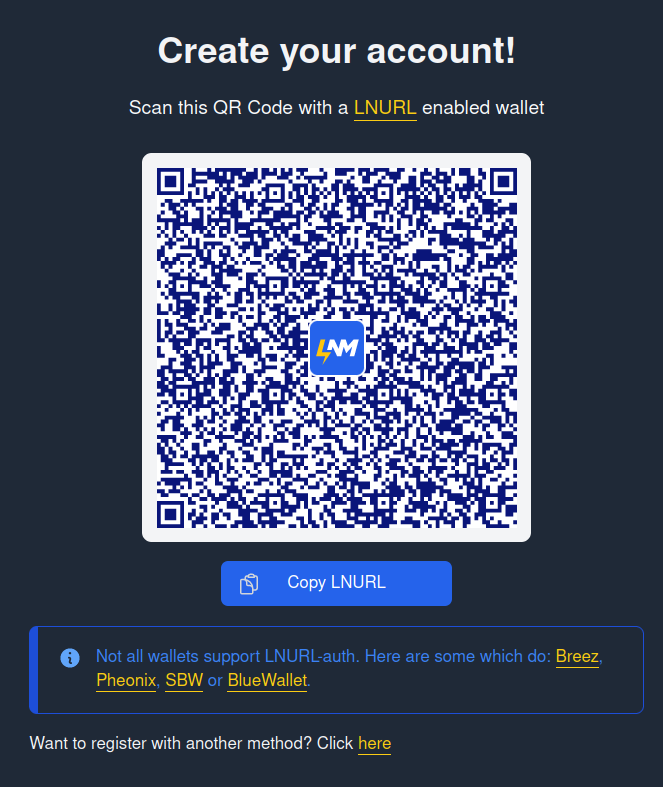 Create your account!
Scan this QR Code with a LNURL enabled wallet
LNM
Copy LNURL
Not all wallets support LNURL-auth. Here are some which do: Breez,
Pheonix, SBW or BlueWallet.
Want to register with another method? Click here